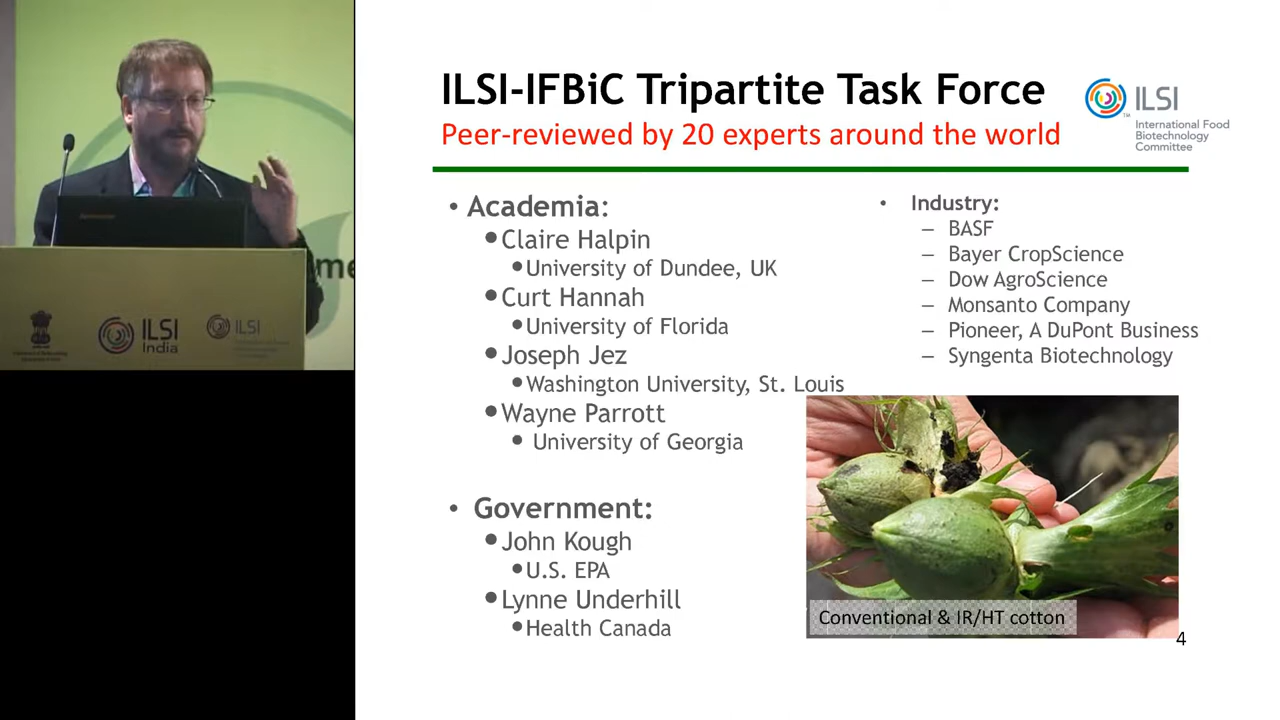 ILSI-IFBiC Tripartite Task Force
Peer-reviewed by 20 experts around the world
ILSI
TM
International Food
Biotechnology
Committee
• Academia:
●Claire Halpin
●University of Dundee, UK
●Curt Hannah
●University of Florida
●Joseph Jez
●Washington University, St. Louis
●Wayne Parrott
● University of Georgia
• Government:
●John Kough
●U.S. EPA
●Lynne Underhill
●Health Canada
• Industry:
– BASF
– Bayer CropScience
– Dow AgroScience
– Monsanto Company
– Pioneer, A DuPont Business
– Syngenta Biotechnology
Conventional & IR/HT cotton
4
me
ILSI
India
ILSI